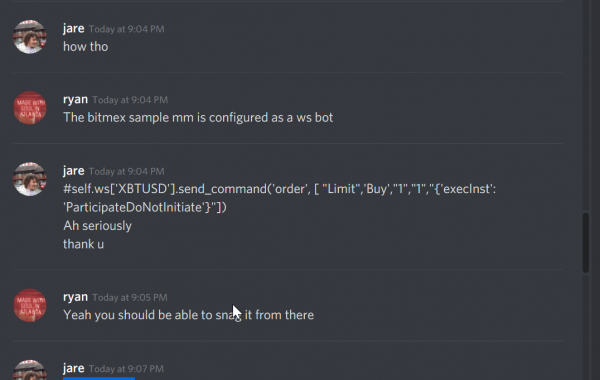 jare Today at 9:04 PM
how tho
ryan Today at 9:04 PM
The bitmex sample mm is configured as a ws bot
jare Today at 9:04 PM
#self.ws['XBTUSD'].send_command('order', [ "Limit",'Buy',"1","1","{'execInst':
'ParticipateDoNotInitiate'}"])
Ah seriously
thank u
ryan Today at 9:05 PM
Yeah you should be able to snag it from there
jare Today at 9:07 PM
MADE WITH
SOUL IN
ATLANTA
MADE WITH
SOUL IN
ATLANTA